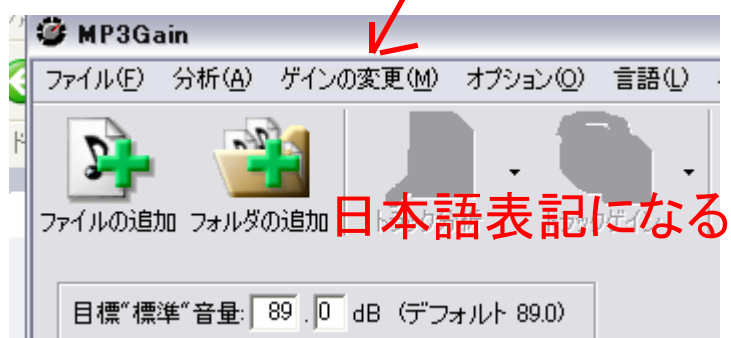 MP3Gain
ファイル(F) 分析(A) ゲインの変更(M) オプション(O) 言語(L)
ファイルの追加 フォルダの追加
日本語表記になる
目標"標準"音量: 89 . 0 dB (デフォルト 89.0)